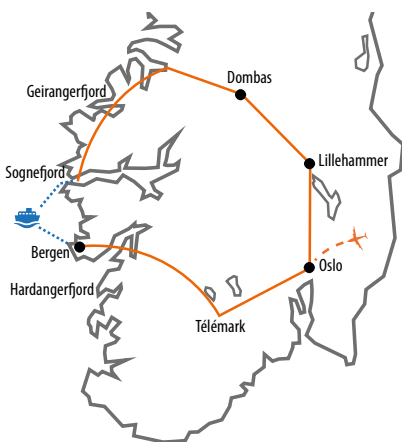 Dombas
Geirangerfjord
Lillehammer
Sognefjord
Bergen
Oslo
Hardangerfjord
Télémark